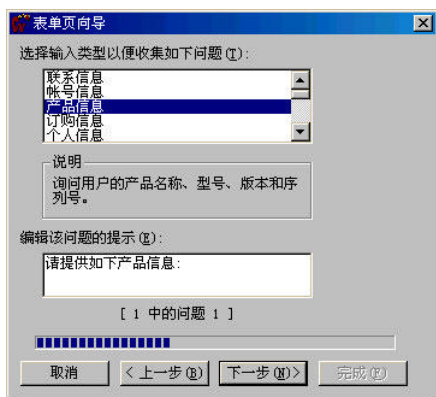 表单页向导
选择输入类型以便收集如下问题(T):
联系信息
帐号信息
产品信息
订购信息
个人信息
说明
询问用户的产品名称、型号、版本和序
列号。
编辑该问题的提示(E):
请提供如下产品信息:
[ 1 中的问题 1 ]
取消
< 上一步(B)
下一步(N)>
完成(F)